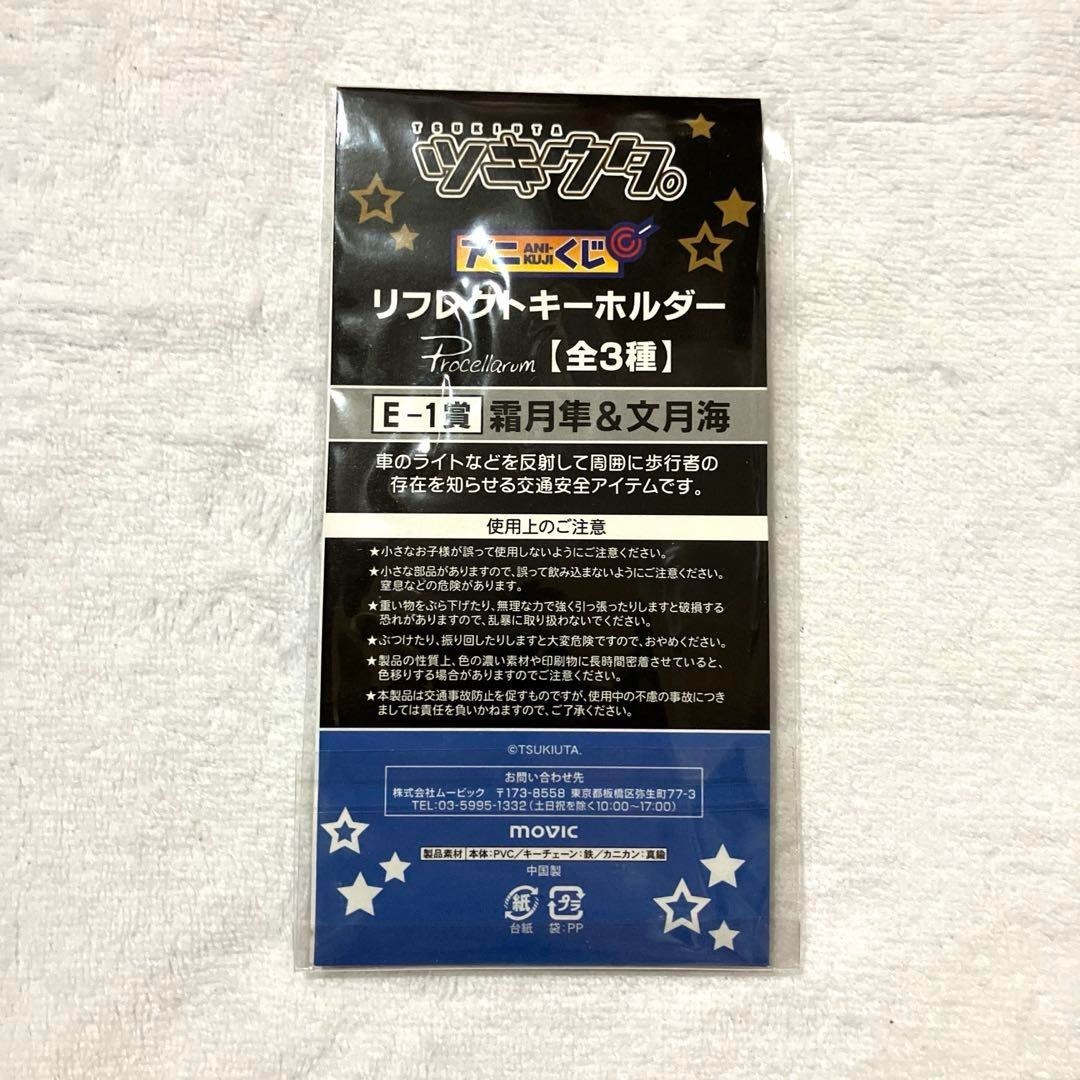 TSUKIUTA
ツキウタ。
アニ ANI-KUJI くじ
リフレクトキーホルダー
Procellarum【全3種】
E-1賞 霜月隼&文月海
車のライトなどを反射して周囲に歩行者の
存在を知らせる交通安全アイテムです。
使用上のご注意
★小さなお子様が誤って使用しないようにご注意ください。
★小さな部品がありますので、誤って飲み込まないようにご注意ください。
窒息などの危険があります。
★重い物をぶら下げたり、無理な力で強く引っ張ったりしますと破損する
恐れがありますので、乱暴に取り扱わないでください。
★ぶつけたり、振り回したりしますと大変危険ですので、おやめください。
★製品の性質上、色の濃い素材や印刷物に長時間密着させていると、
色移りする場合がありますのでご注意ください。
★本製品は交通事故防止を促すものですが、使用中の不慮の事故につき
ましては責任を負いかねますので、ご了承ください。
©TSUKIUTA.
お問い合わせ先
株式会社ムービック 〒173-8558 東京都板橋区弥生町77-3
TEL:03-5995-1332(土日祝を除く10:00〜17:00)
movic
製品素材 本体:PVC/キーチェーン:鉄/カニカン:真鍮
中国製
紙 プラ
台紙 袋:PP